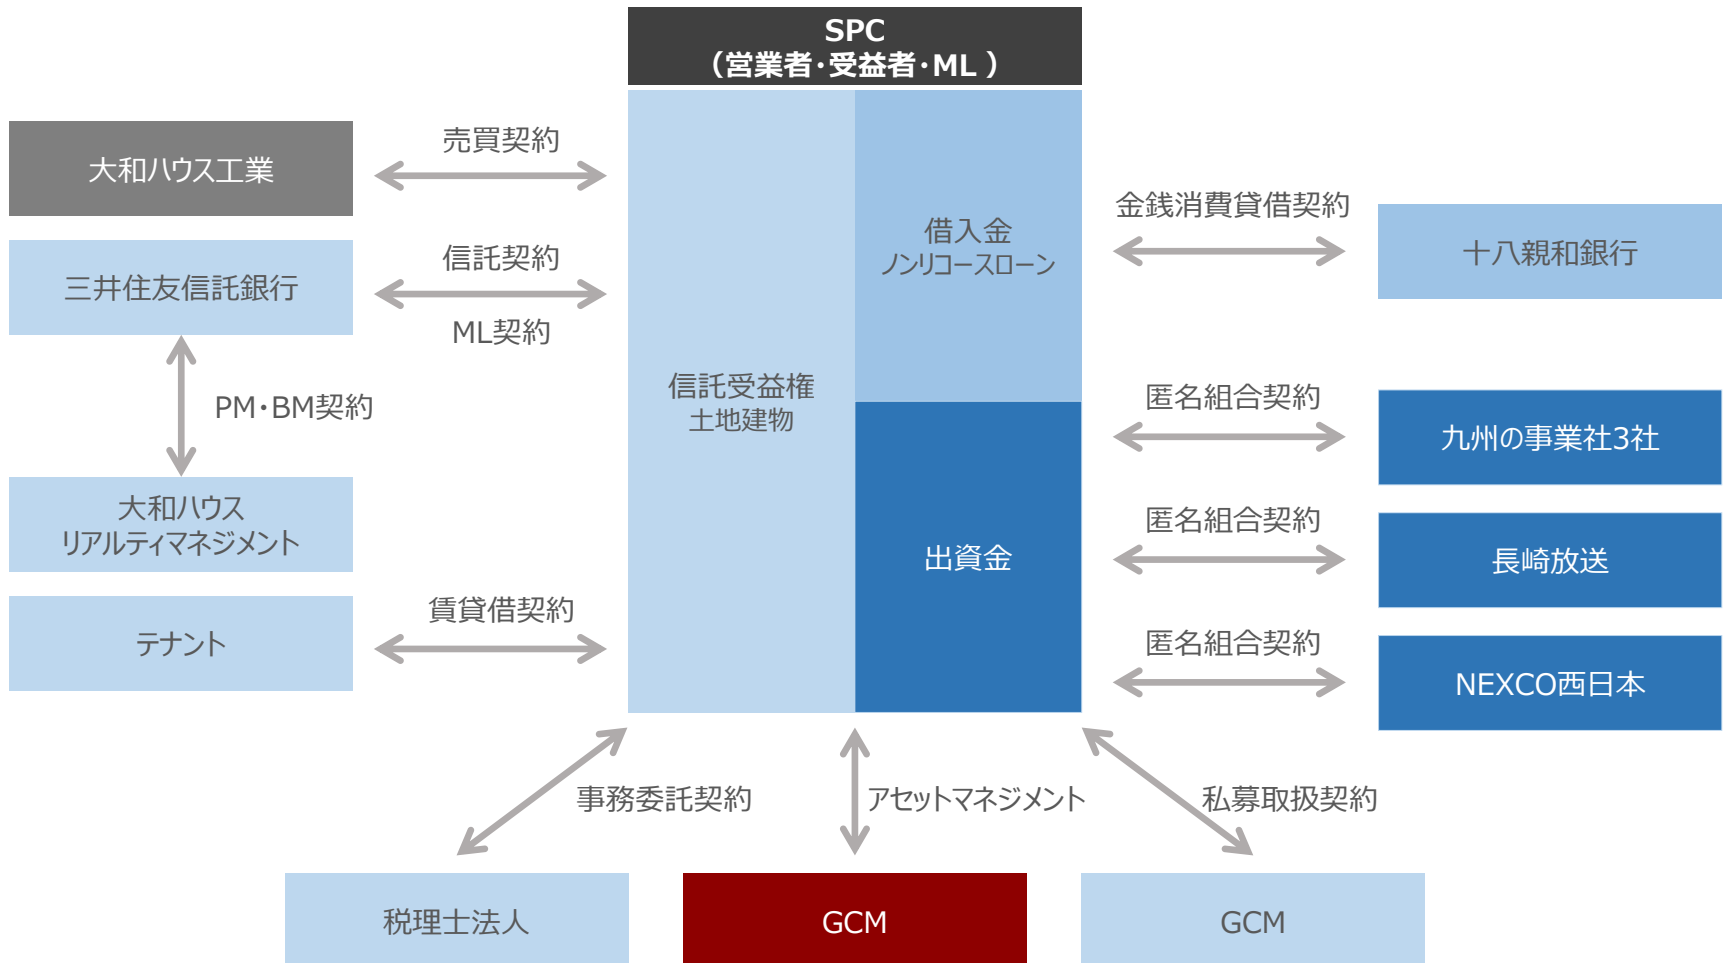 SPC
（営業者・受益者・ML ）
大和ハウス工業
売買契約
三井住友信託銀行
信託契約
ML契約
PM・BM契約
大和ハウス
リアルティマネジメント
テナント
賃貸借契約
信託受益権
土地建物
借入金
ノンリコースローン
出資金
金銭消費貸借契約
十八親和銀行
匿名組合契約
九州の事業社3社
匿名組合契約
長崎放送
匿名組合契約
NEXCO西日本
事務委託契約
アセットマネジメント
私募取扱契約
税理士法人
GCM
GCM